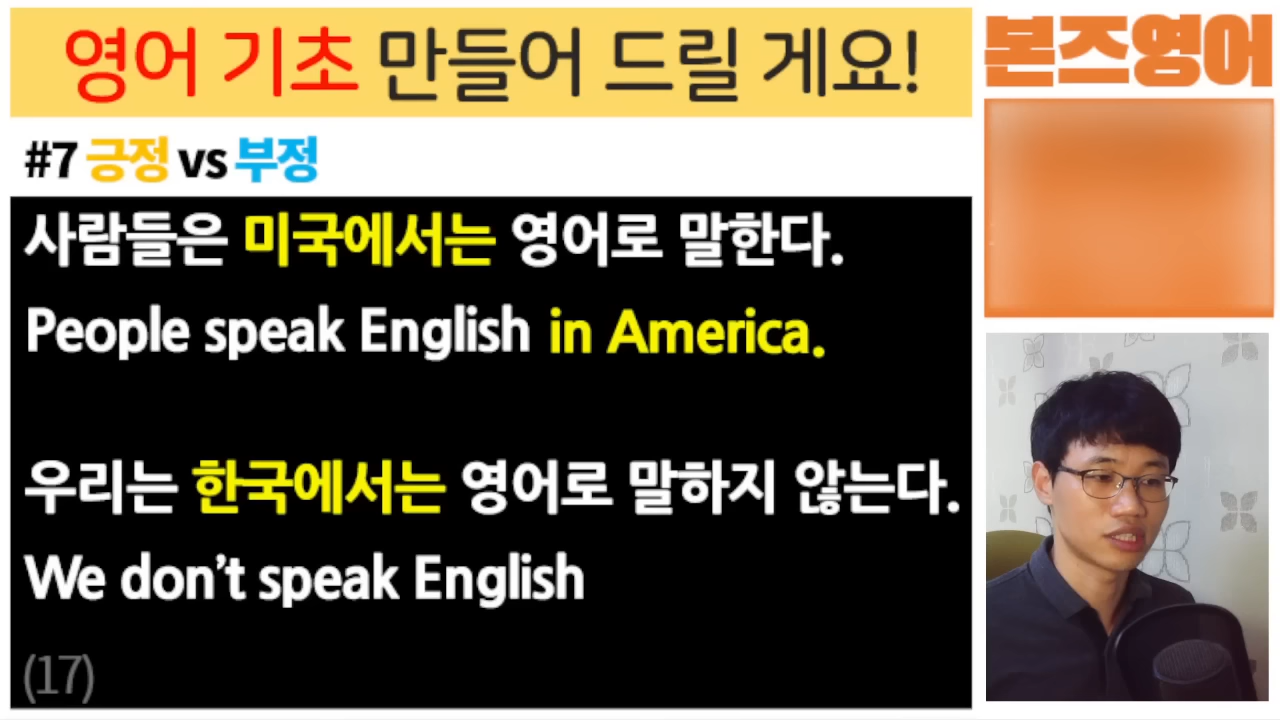 영어 기초 만들어 드릴 게요!
본즈영어
#7 긍정 vs 부정
사람들은 미국에서는 영어로 말한다.
People speak English in America.
우리는 한국에서는 영어로 말하지 않는다.
We don’t speak English
(17)